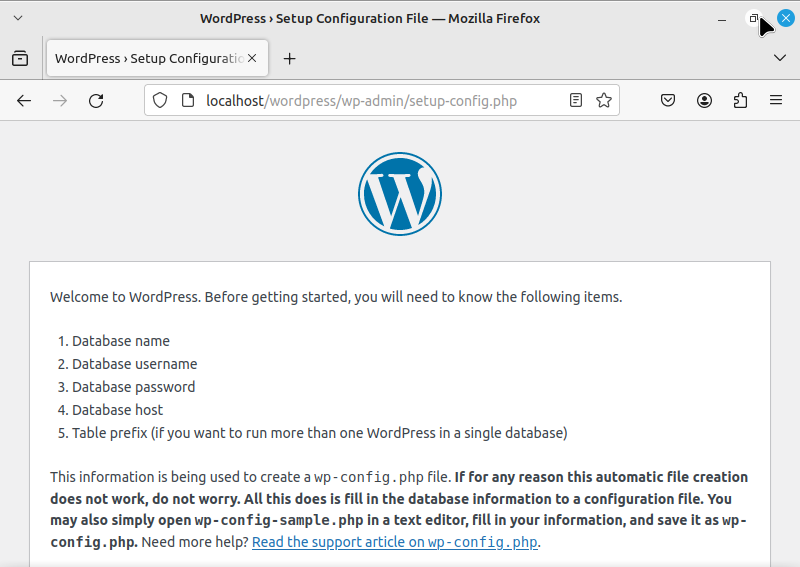 WordPress › Setup Configuration File — Mozilla Firefox
WordPress › Setup Configuratio
localhost/wordpress/wp-admin/setup-config.php
W
Welcome to WordPress. Before getting started, you will need to know the following items.
1. Database name
2. Database username
3. Database password
4. Database host
5. Table prefix (if you want to run more than one WordPress in a single database)
This information is being used to create a wp-config.php file. If for any reason this automatic file creation
does not work, do not worry. All this does is fill in the database information to a configuration file. You
may also simply open wp-config-sample.php in a text editor, fill in your information, and save it as wp-
config.php. Need more help? Read the support article on wp-config.php.